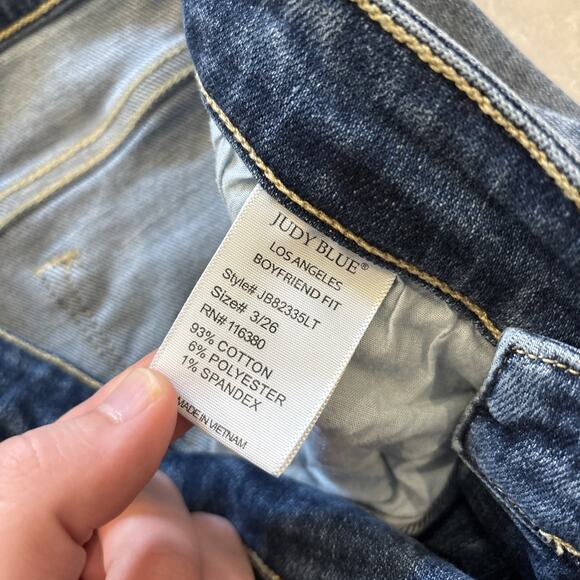 JUDY BLUE®
LOS ANGELES
BOYFRIEND FIT
Style# JB82335LT
Size# 3/26
RN# 116380
93% COTTON
6% POLYESTER
1% SPANDEX
MADE IN VIETNAM